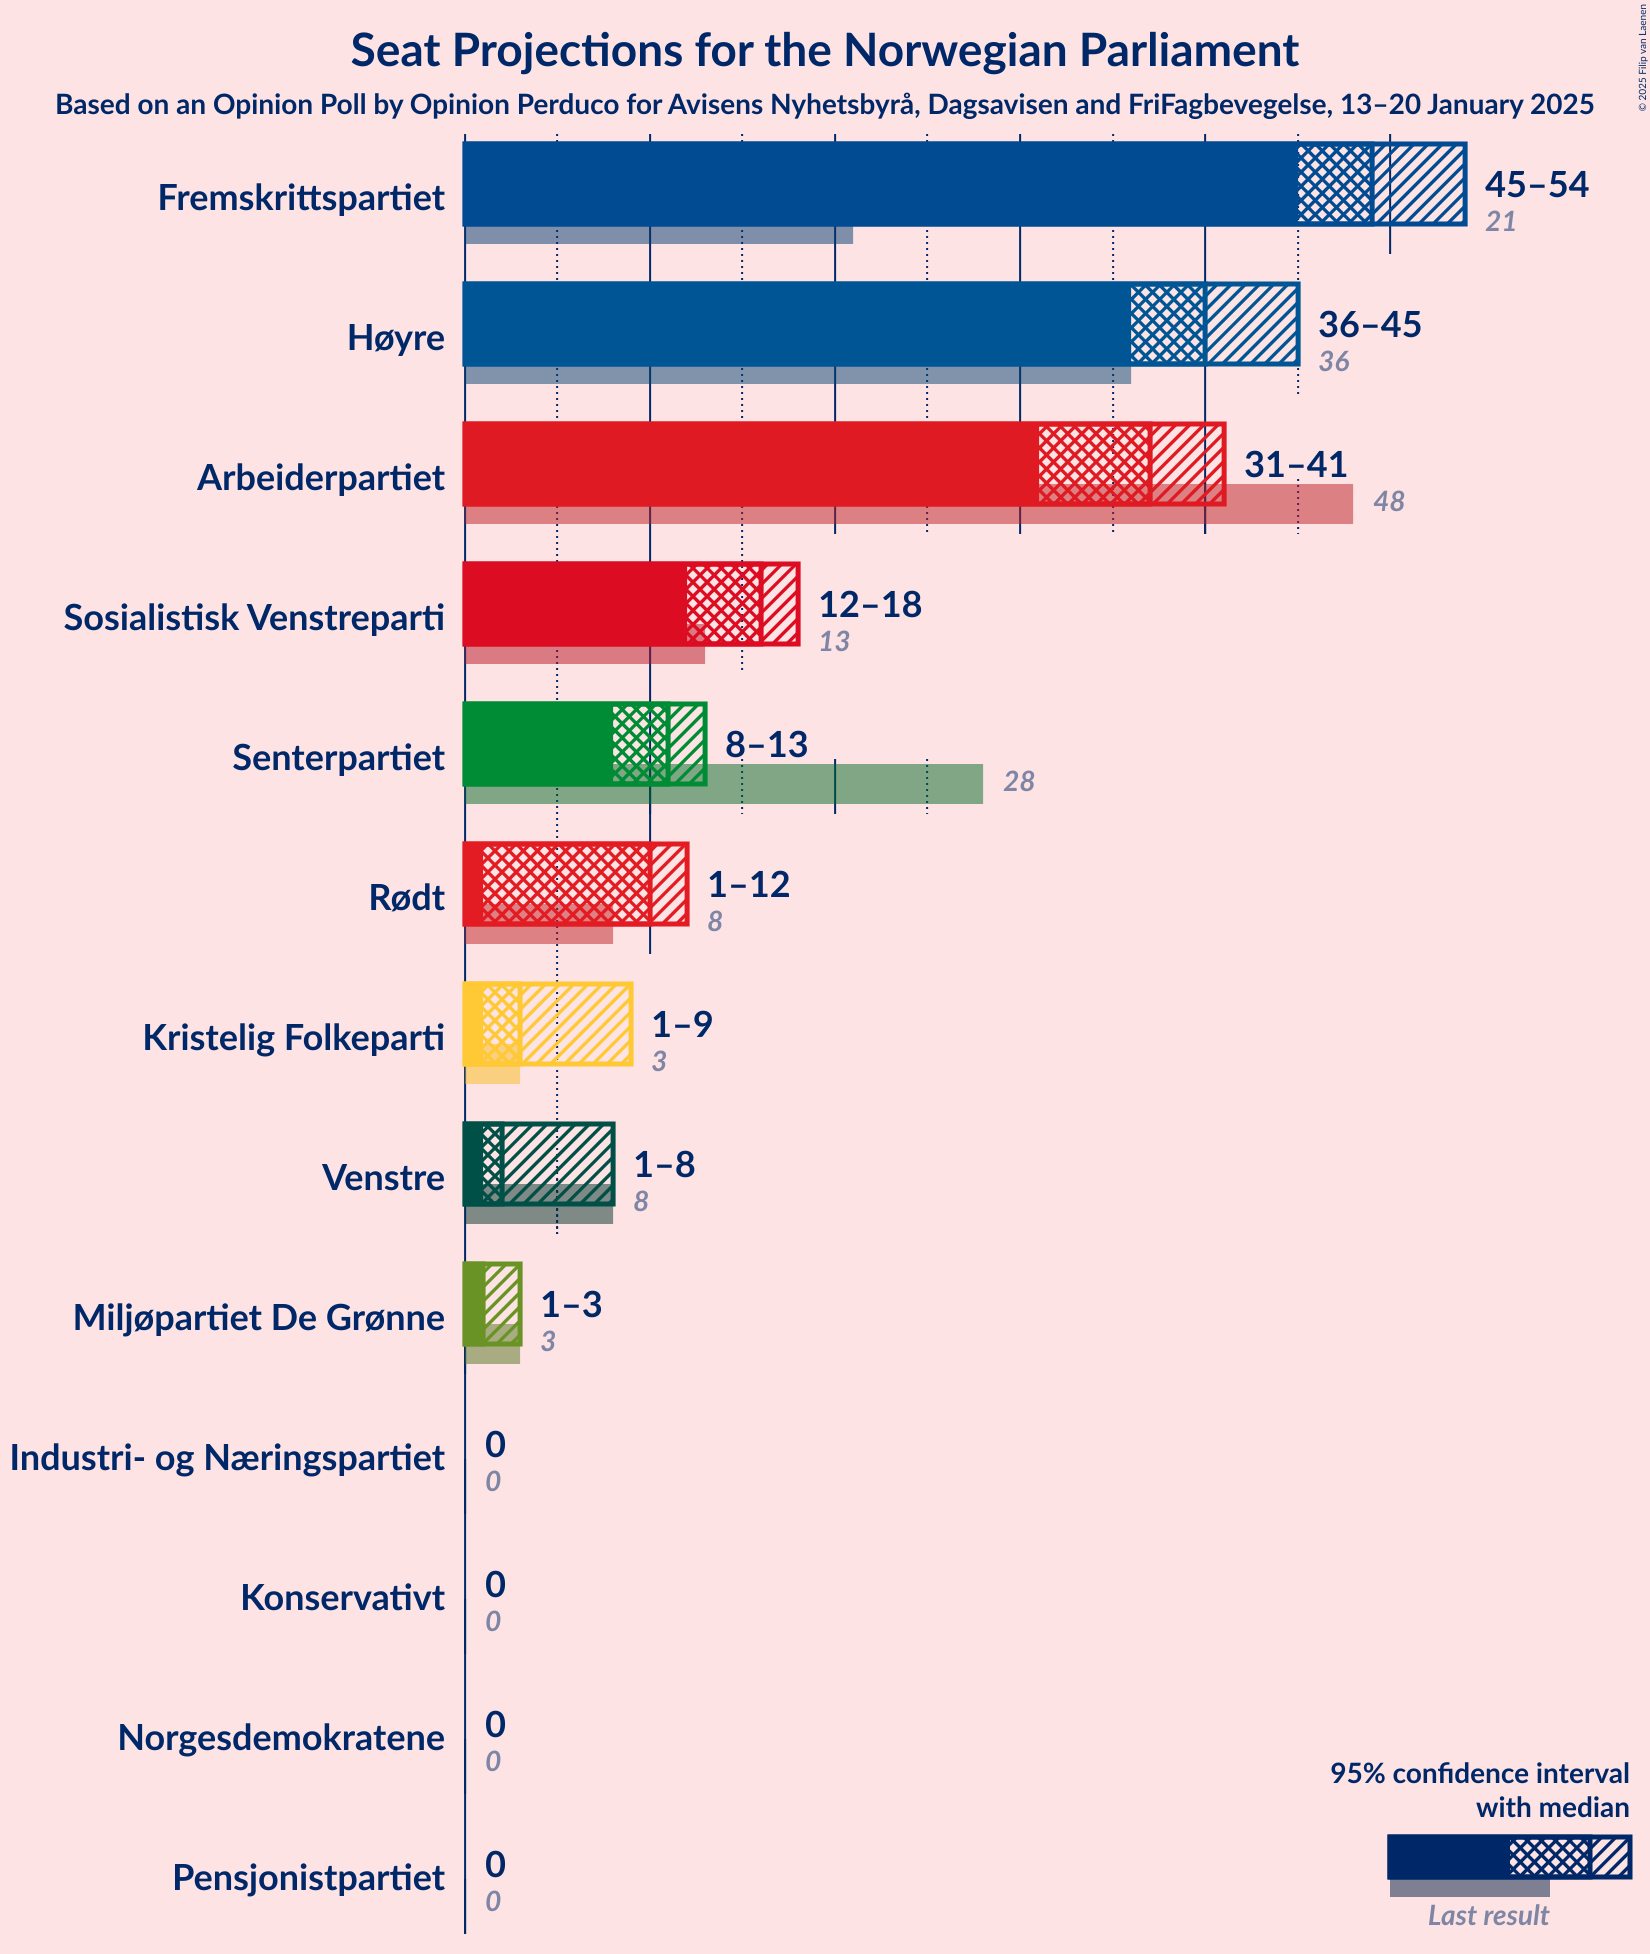 Seat Projections for the Norwegian Parliament
Based on an Opinion Poll by Opinion Perduco for Avisens Nyhetsbyrå, Dagsavisen and FriFagbevegelse, 13–20 January 2025
© 2025 Filip van Laenen
Fremskrittspartiet
45–54
21
Høyre
36–45
36
Arbeiderpartiet
31–41
48
Sosialistisk Venstreparti
12–18
13
Senterpartiet
8–13
28
Rødt
1–12
8
Kristelig Folkeparti
1–9
3
Venstre
1–8
8
Miljøpartiet De Grønne
1–3
3
Industri- og Næringspartiet
0
0
Konservativt
0
0
Norgesdemokratene
0
0
Pensjonistpartiet
0
0
95% confidence interval
with median
Last result